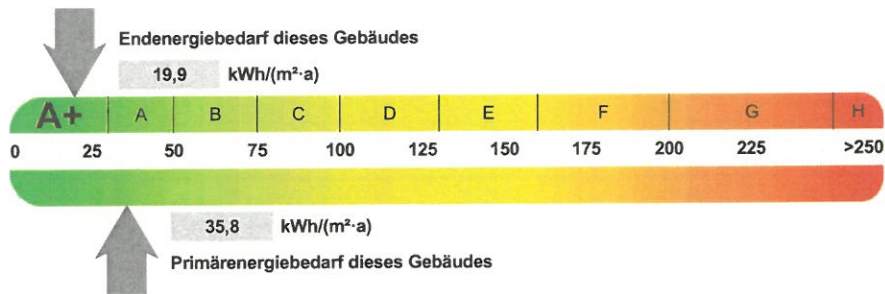 Endenergiebedarf dieses Gebäudes
19,9 kWh/(m²·a)
A+ A B C D E F G H
0 25 50 75 100 125 150 175 200 225 >250
35,8 kWh/(m²·a)
Primärenergiebedarf dieses Gebäudes